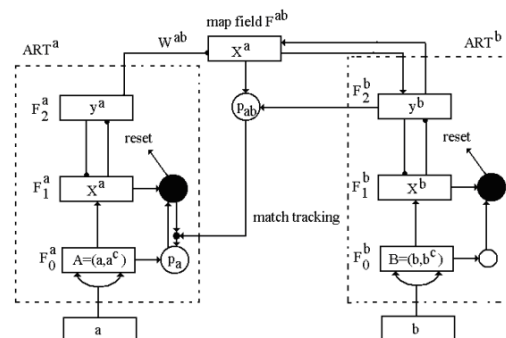 map field F^ab
ART^a
W^ab
X^a
ART^b
F_2^a
y^a
p_ab
F_2^b
y^b
reset
reset
F_1^a
X^a
F_1^b
X^b
match tracking
F_0^a
A=(a,a^c)
p_a
F_0^b
B=(b,b^c)
a
b